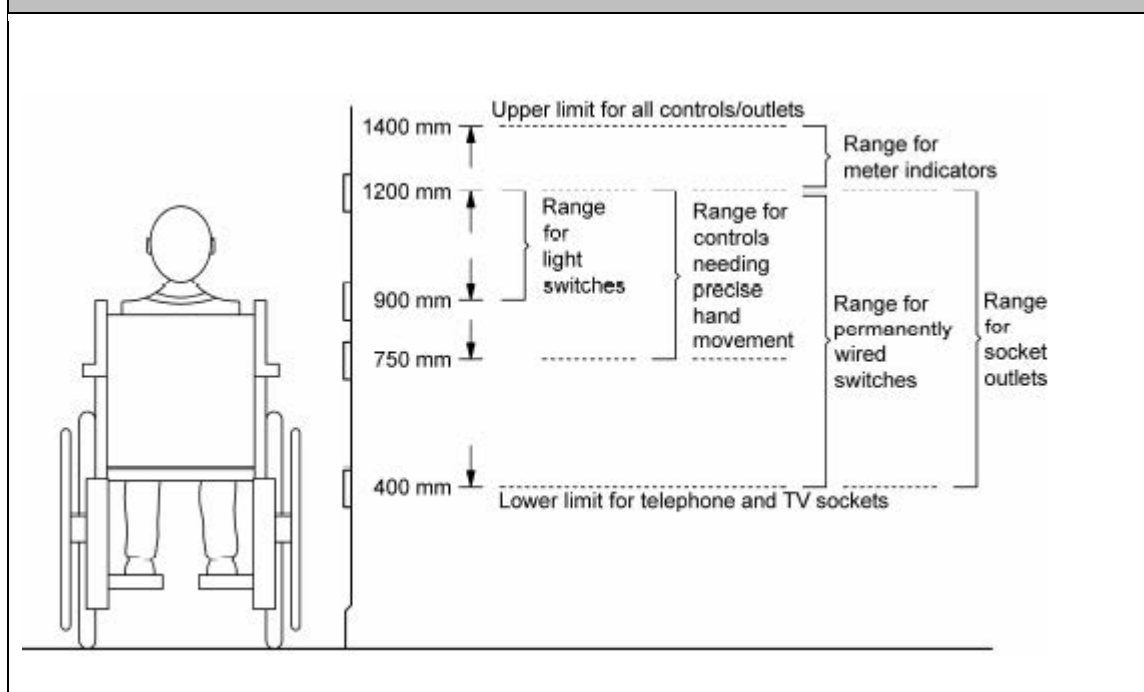 Upper limit for all controls/outlets
1400 mm
Range for
meter indicators
1200 mm
Range
for
light
switches
Range for
controls
needing
precise
hand
movement
900 mm
Range for
permanently
wired
switches
Range
for
socket
outlets
750 mm
400 mm
Lower limit for telephone and TV sockets